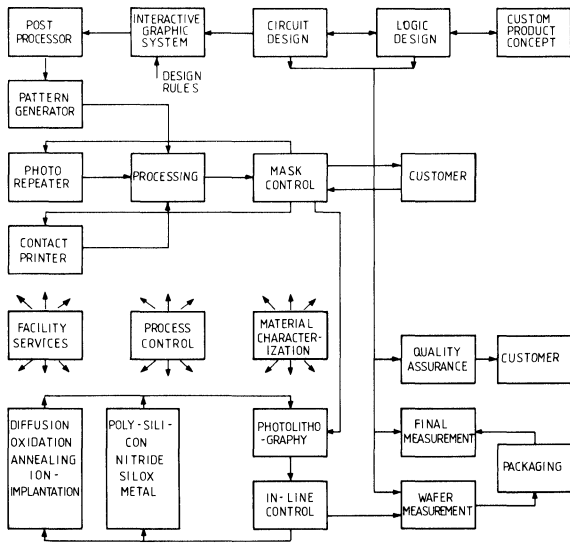 POST
PROCESSOR
INTERACTIVE
GRAPHIC
SYSTEM
CIRCUIT
DESIGN
LOGIC
DESIGN
CUSTOM
PRODUCT
CONCEPT
DESIGN
RULES
PATTERN
GENERATOR
PHOTO
REPEATER
PROCESSING
MASK
CONTROL
CUSTOMER
CONTACT
PRINTER
FACILITY
SERVICES
PROCESS
CONTROL
MATERIAL
CHARACTER-
IZATION
QUALITY
ASSURANCE
CUSTOMER
DIFFUSION
OXIDATION
ANNEALING
ION-
IMPLANTATION
POLY-SILI-
CON
NITRIDE
SILOX
METAL
PHOTOLITHO-
-GRAPHY
FINAL
MEASUREMENT
PACKAGING
IN-LINE
CONTROL
WAFER
MEASUREMENT